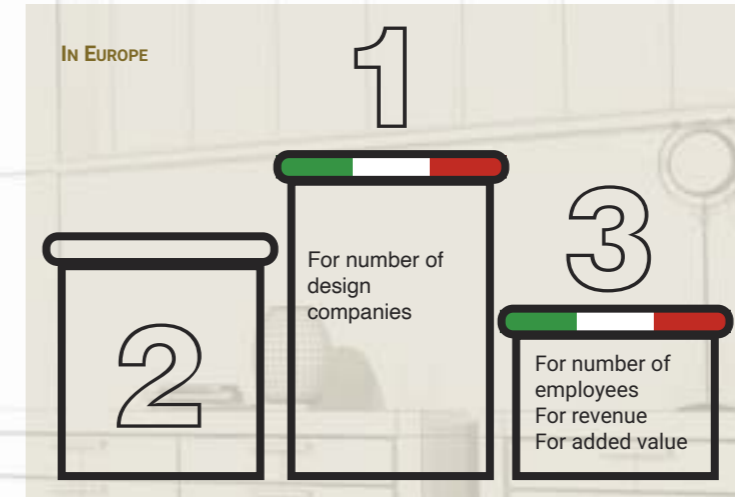 IN EUROPE
1
For number of
design
companies
2
3
For number of
employees
For revenue
For added value